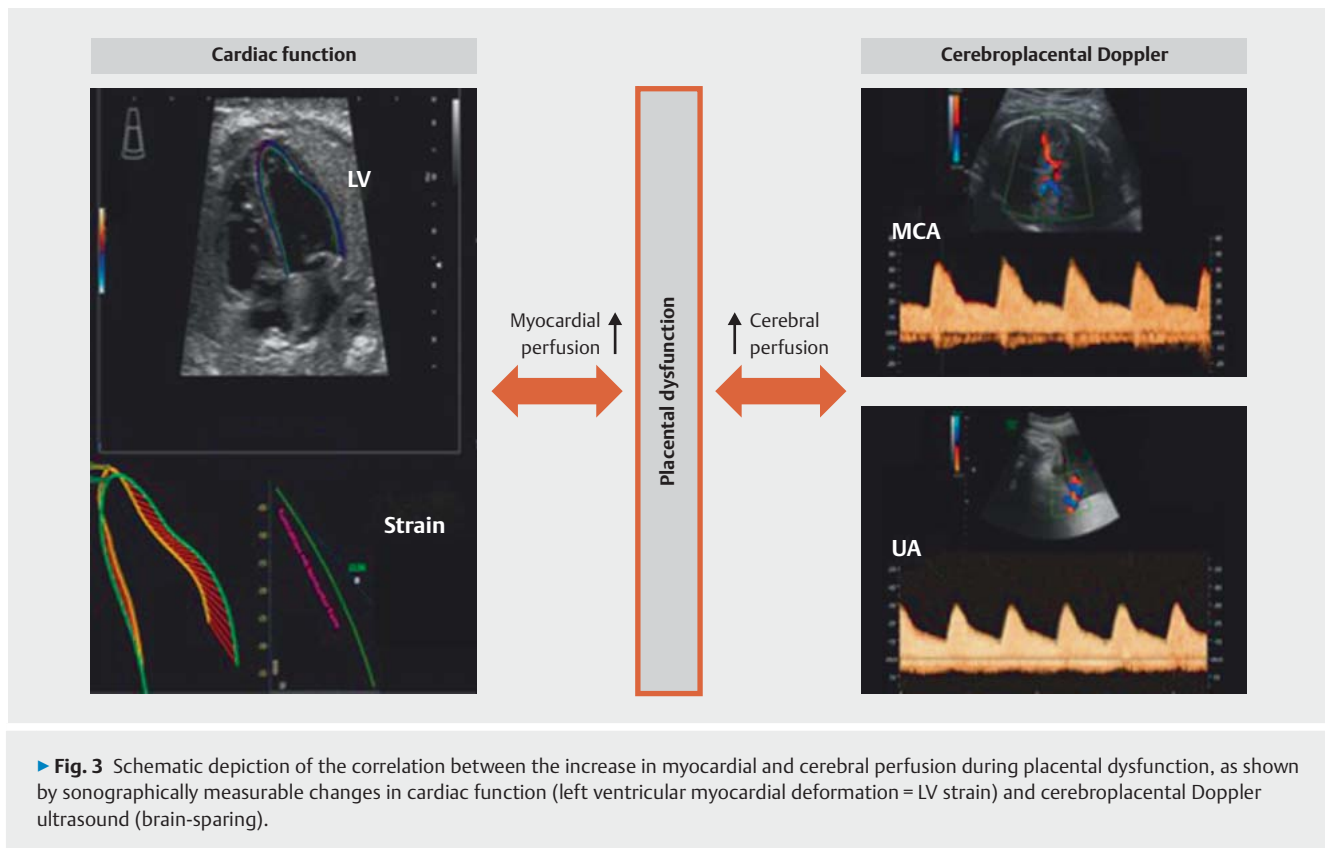 Cardiac function
Cerebroplacental Doppler
LV
Strain
Myocardial
perfusion
Placental dysfunction
Cerebral
perfusion
MCA
UA
▶ Fig. 3 Schematic depiction of the correlation between the increase in myocardial and cerebral perfusion during placental dysfunction, as shown
by sonographically measurable changes in cardiac function (left ventricular myocardial deformation = LV strain) and cerebroplacental Doppler
ultrasound (brain-sparing).